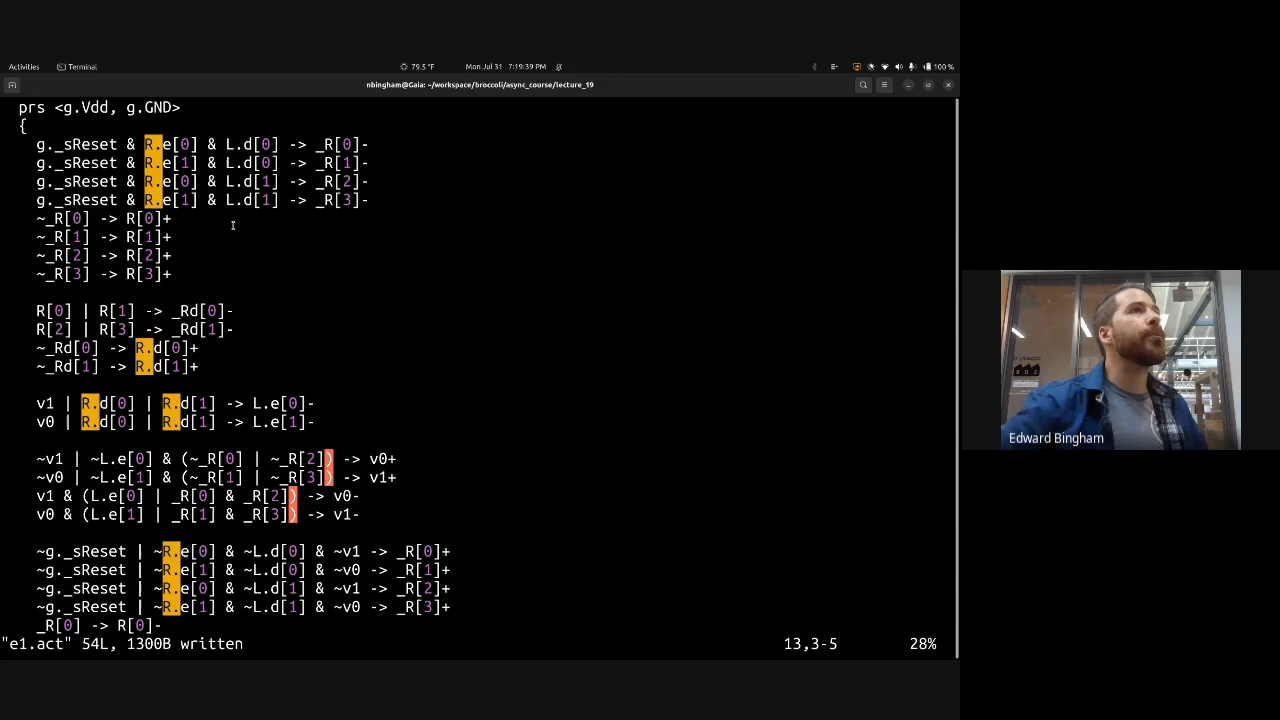 Activities Terminal 79.5 °F Mon Jul 31 7:19:39 PM 100 %
nbingham@Gaia: ~/workspace/broccoli/async_course/lecture_19
prs <g.Vdd, g.GND>
{
g._sReset & R.e[0] & L.d[0] -> _R[0]-
g._sReset & R.e[1] & L.d[0] -> _R[1]-
g._sReset & R.e[0] & L.d[1] -> _R[2]-
g._sReset & R.e[1] & L.d[1] -> _R[3]-
~_R[0] -> R[0]+
~_R[1] -> R[1]+
~_R[2] -> R[2]+
~_R[3] -> R[3]+
R[0] | R[1] -> _Rd[0]-
R[2] | R[3] -> _Rd[1]-
~_Rd[0] -> R.d[0]+
~_Rd[1] -> R.d[1]+
v1 | R.d[0] | R.d[1] -> L.e[0]-
v0 | R.d[0] | R.d[1] -> L.e[1]-
~v1 | ~L.e[0] & (~_R[0] | ~_R[2]) -> v0+
~v0 | ~L.e[1] & (~_R[1] | ~_R[3]) -> v1+
v1 & (L.e[0] | _R[0] & _R[2]) -> v0-
v0 & (L.e[1] | _R[1] & _R[3]) -> v1-
~g._sReset | ~R.e[0] & ~L.d[0] & ~v1 -> _R[0]+
~g._sReset | ~R.e[1] & ~L.d[0] & ~v0 -> _R[1]+
~g._sReset | ~R.e[0] & ~L.d[1] & ~v1 -> _R[2]+
~g._sReset | ~R.e[1] & ~L.d[1] & ~v0 -> _R[3]+
_R[0] -> R[0]-
"e1.act" 54L, 1300B written 13,3-5 28%
Edward Bingham